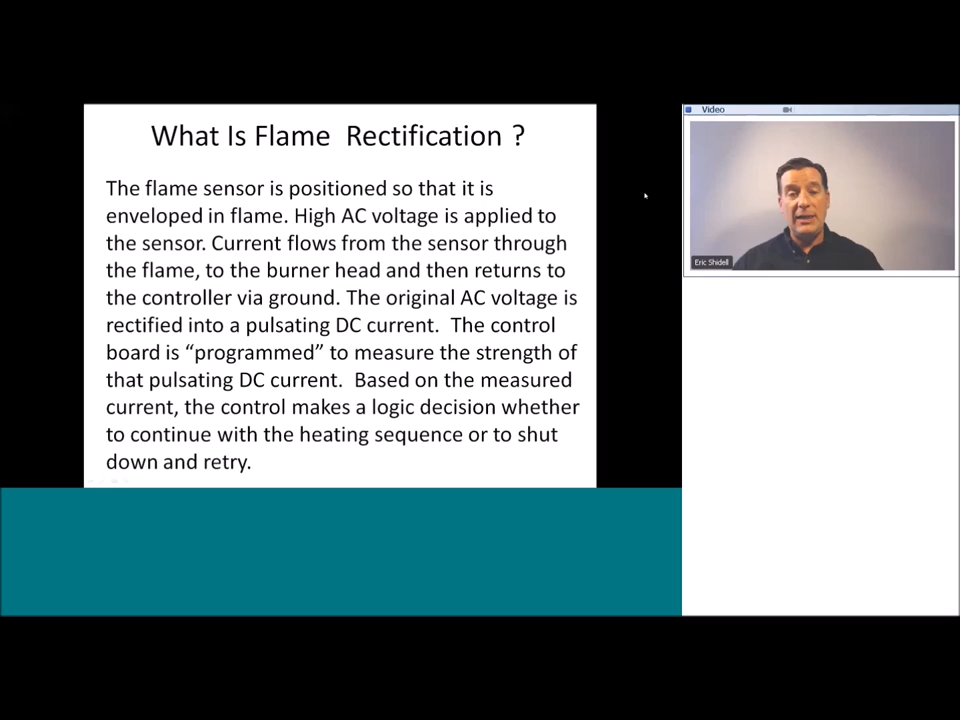 What Is Flame Rectification ?
The flame sensor is positioned so that it is
enveloped in flame. High AC voltage is applied to
the sensor. Current flows from the sensor through
the flame, to the burner head and then returns to
the controller via ground. The original AC voltage is
rectified into a pulsating DC current. The control
board is “programmed” to measure the strength of
that pulsating DC current. Based on the measured
current, the control makes a logic decision whether
to continue with the heating sequence or to shut
down and retry.
Video
Eric Shidell